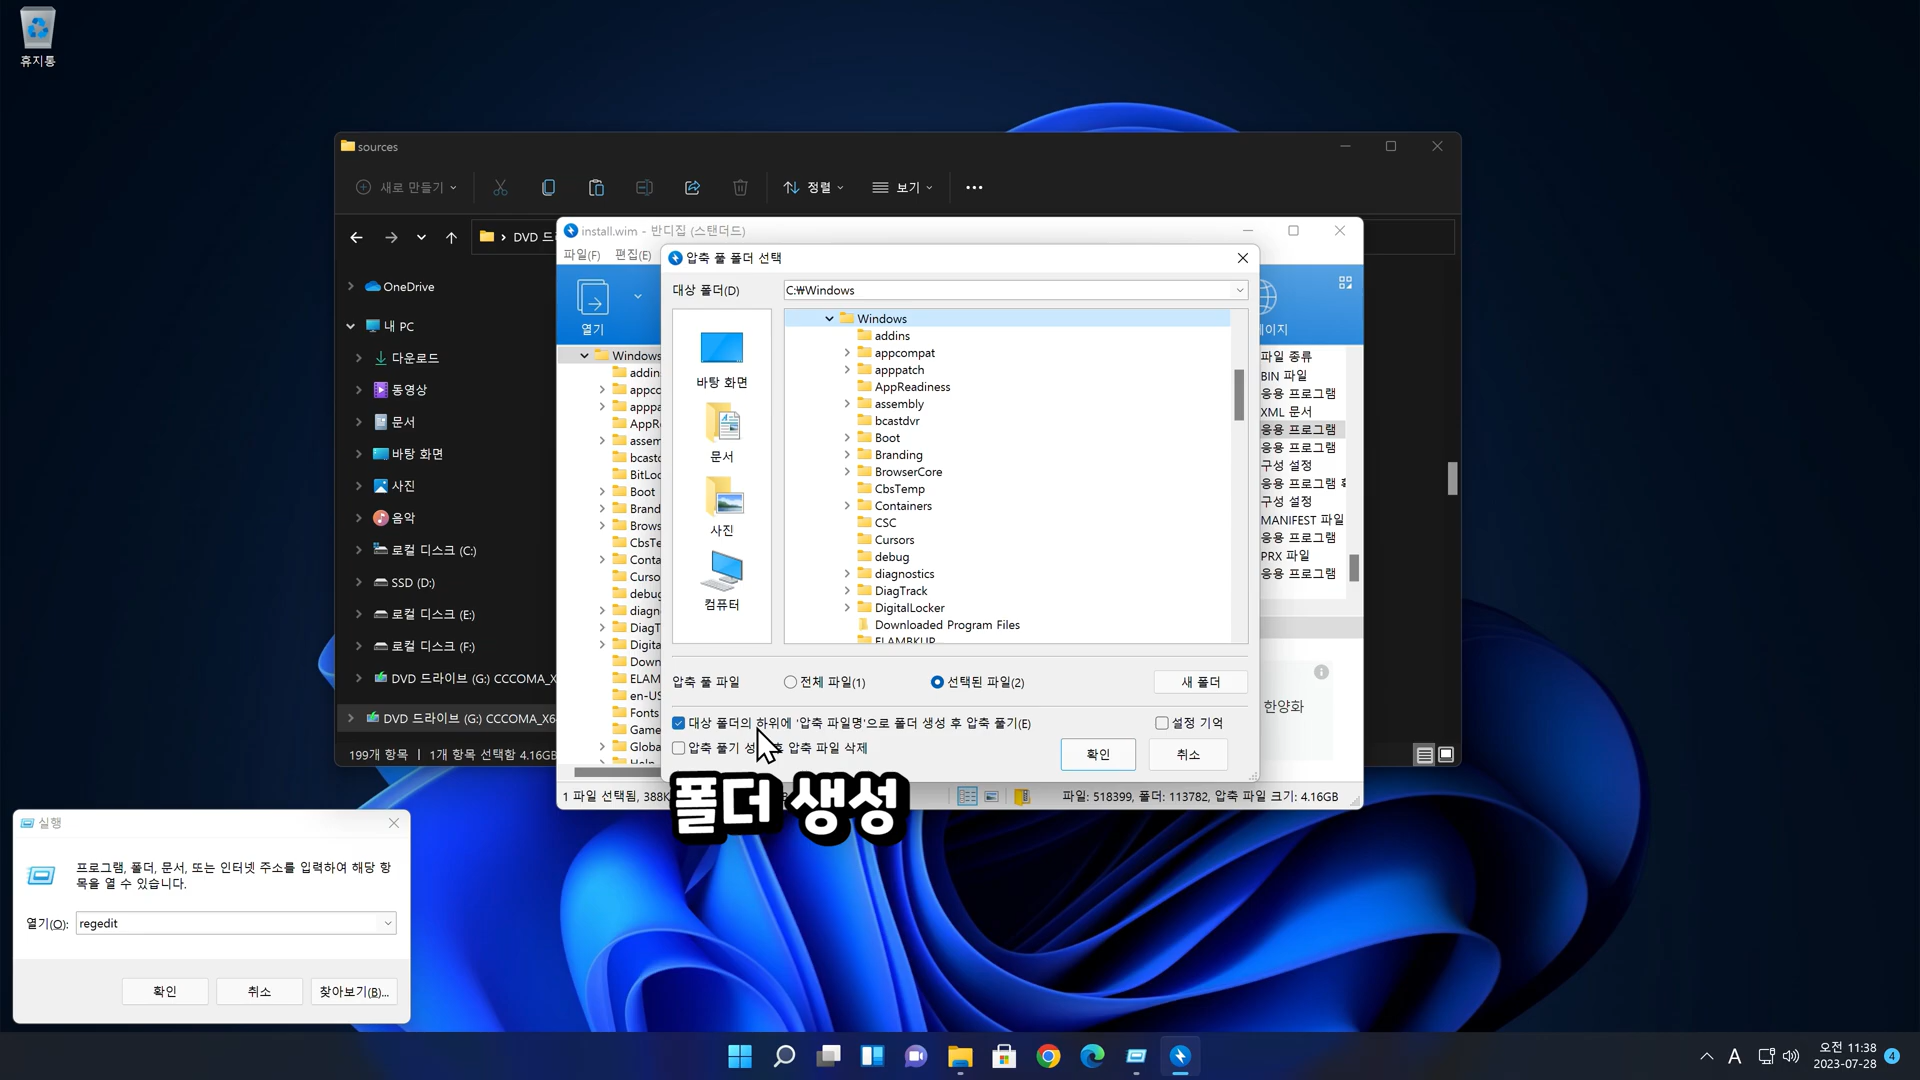 휴지통
sources
새로 만들기
정렬
보기
DVD 드
OneDrive
내 PC
다운로드
동영상
문서
바탕 화면
사진
음악
로컬 디스크 (C:)
SSD (D:)
로컬 디스크 (E:)
로컬 디스크 (F:)
DVD 드라이브 (G:) CCCOMA_X
DVD 드라이브 (G:) CCCOMA_X6
199개 항목
1개 항목 선택함 4.16GB
install.wim - 반디집 (스탠더드)
파일(F)
편집(E)
열기
이지
Windows
addin
appco
apppa
AppR
assem
bcastd
BitLoc
Boot
Brand
Brows
CbsTe
Conta
Curso
debug
diagn
DiagT
Digita
Down
ELAM
en-US
Fonts
Game
Globa
Help
파일 종류
BIN 파일
응용 프로그램
XML 문서
응용 프로그램
응용 프로그램
구성 설정
응용 프로그램
구성 설정
MANIFEST 파일
응용 프로그램
PRX 파일
응용 프로그램
한양화
1 파일 선택됨, 388K
파일: 518399, 폴더: 113782, 압축 파일 크기: 4.16GB
압축 풀 폴더 선택
대상 폴더(D)
C:₩Windows
바탕 화면
문서
사진
컴퓨터
Windows
addins
appcompat
apppatch
AppReadiness
assembly
bcastdvr
Boot
Branding
BrowserCore
CbsTemp
Containers
CSC
Cursors
debug
diagnostics
DiagTrack
DigitalLocker
Downloaded Program Files
ELAMBKUP
압축 풀 파일
전체 파일(1)
선택된 파일(2)
새 폴더
대상 폴더의 하위에 '압축 파일명'으로 폴더 생성 후 압축 풀기(E)
설정 기억
압축 풀기 성 후 압축 파일 삭제
확인
취소
폴더 생성
실행
프로그램, 폴더, 문서, 또는 인터넷 주소를 입력하여 해당 항
목을 열 수 있습니다.
열기(O):
regedit
확인
취소
찾아보기(B)...
A
오전 11:38
2023-07-28
4